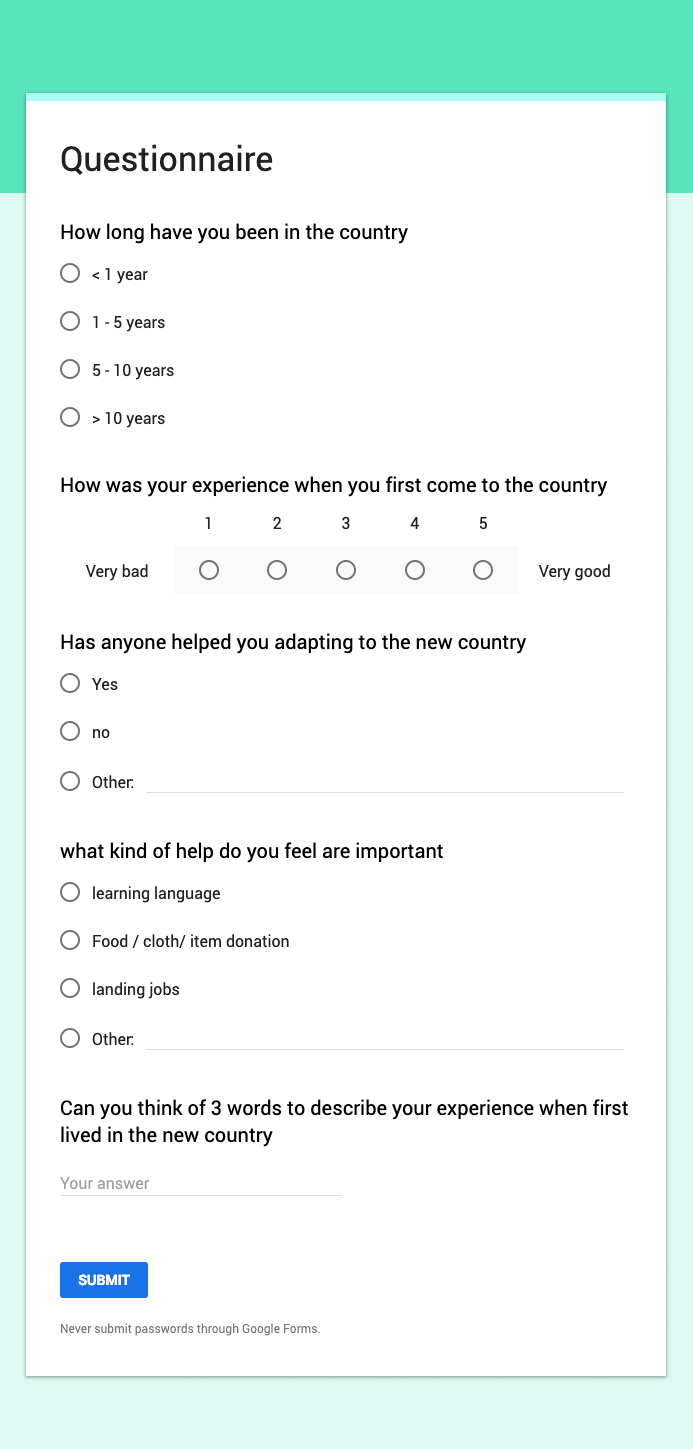 Questionnaire
How long have you been in the country
< 1 year
1 - 5 years
5 - 10 years
> 10 years
How was your experience when you first come to the country
1 2 3 4 5
Very bad Very good
Has anyone helped you adapting to the new country
Yes
no
Other:
what kind of help do you feel are important
learning language
Food / cloth/ item donation
landing jobs
Other:
Can you think of 3 words to describe your experience when first
lived in the new country
Your answer
SUBMIT
Never submit passwords through Google Forms.